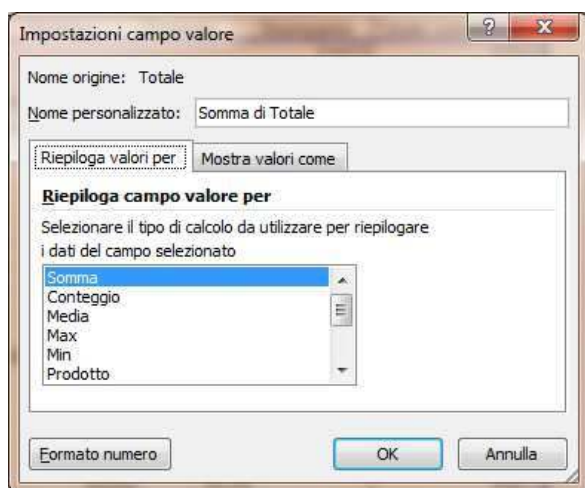 Impostazioni campo valore
?
Nome origine: Totale
Nome personalizzato: Somma di Totale
Riepiloga valori per Mostra valori come
Riepiloga campo valore per
Selezionare il tipo di calcolo da utilizzare per riepilogare
i dati del campo selezionato
Somma
Conteggio
Media
Max
Min
Prodotto
Formato numero OK Annulla